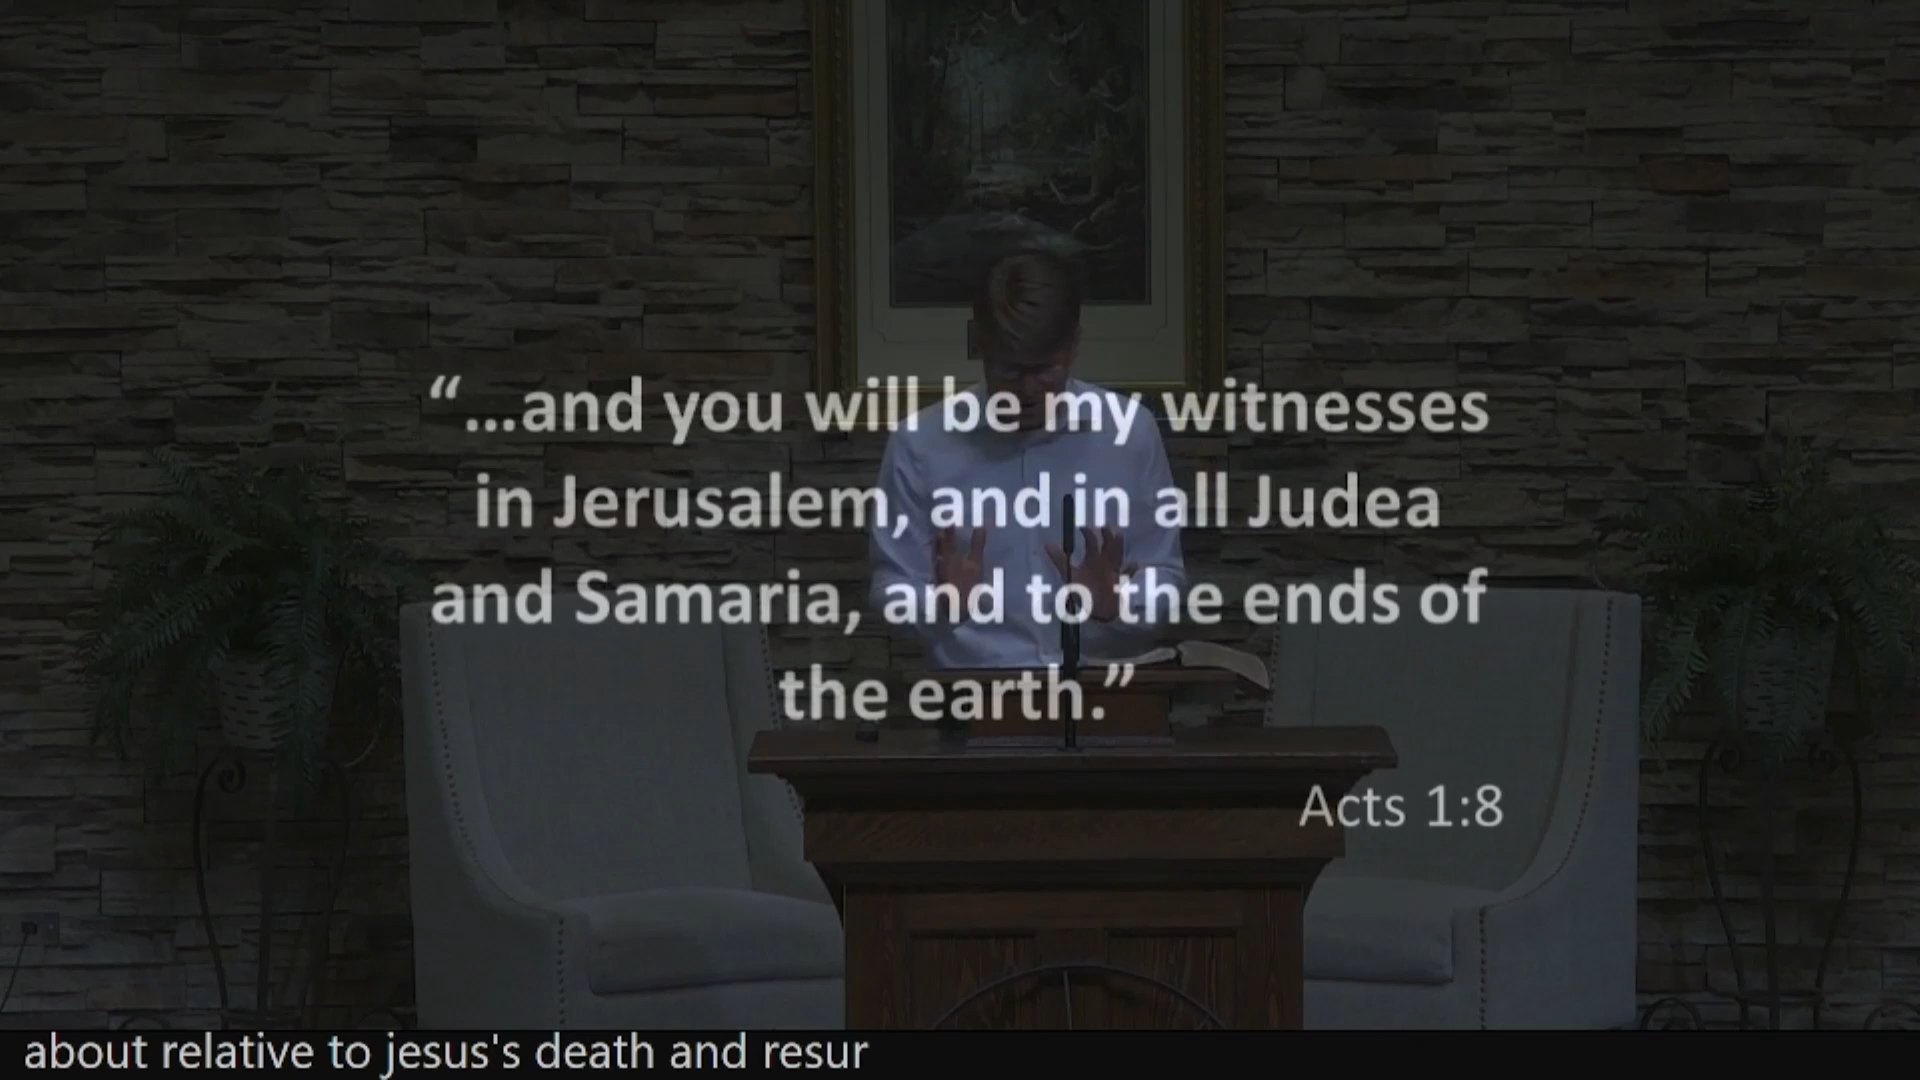 “...and you will be my witnesses
in Jerusalem, and in all Judea
and Samaria, and to the ends of
the earth.”
Acts 1:8
about relative to jesus's death and resur